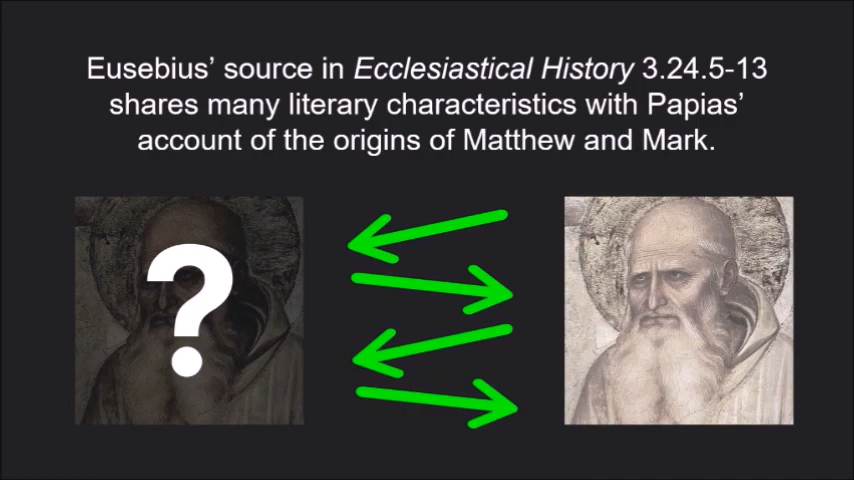 Eusebius’ source in Ecclesiastical History 3.24.5-13
shares many literary characteristics with Papias’
account of the origins of Matthew and Mark.
?